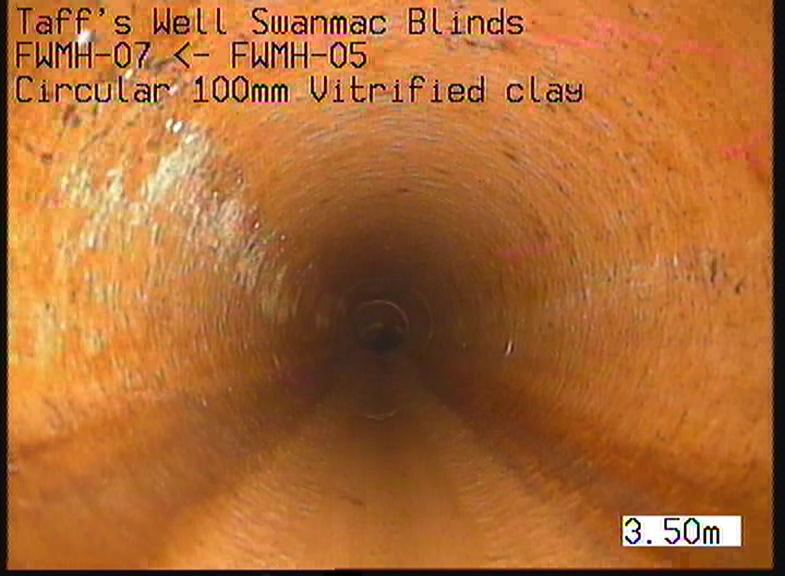 Taff's Well Swanmac Blinds
FWMH-07 <- FWMH-05
Circular 100mm Vitrified clay
3.50m